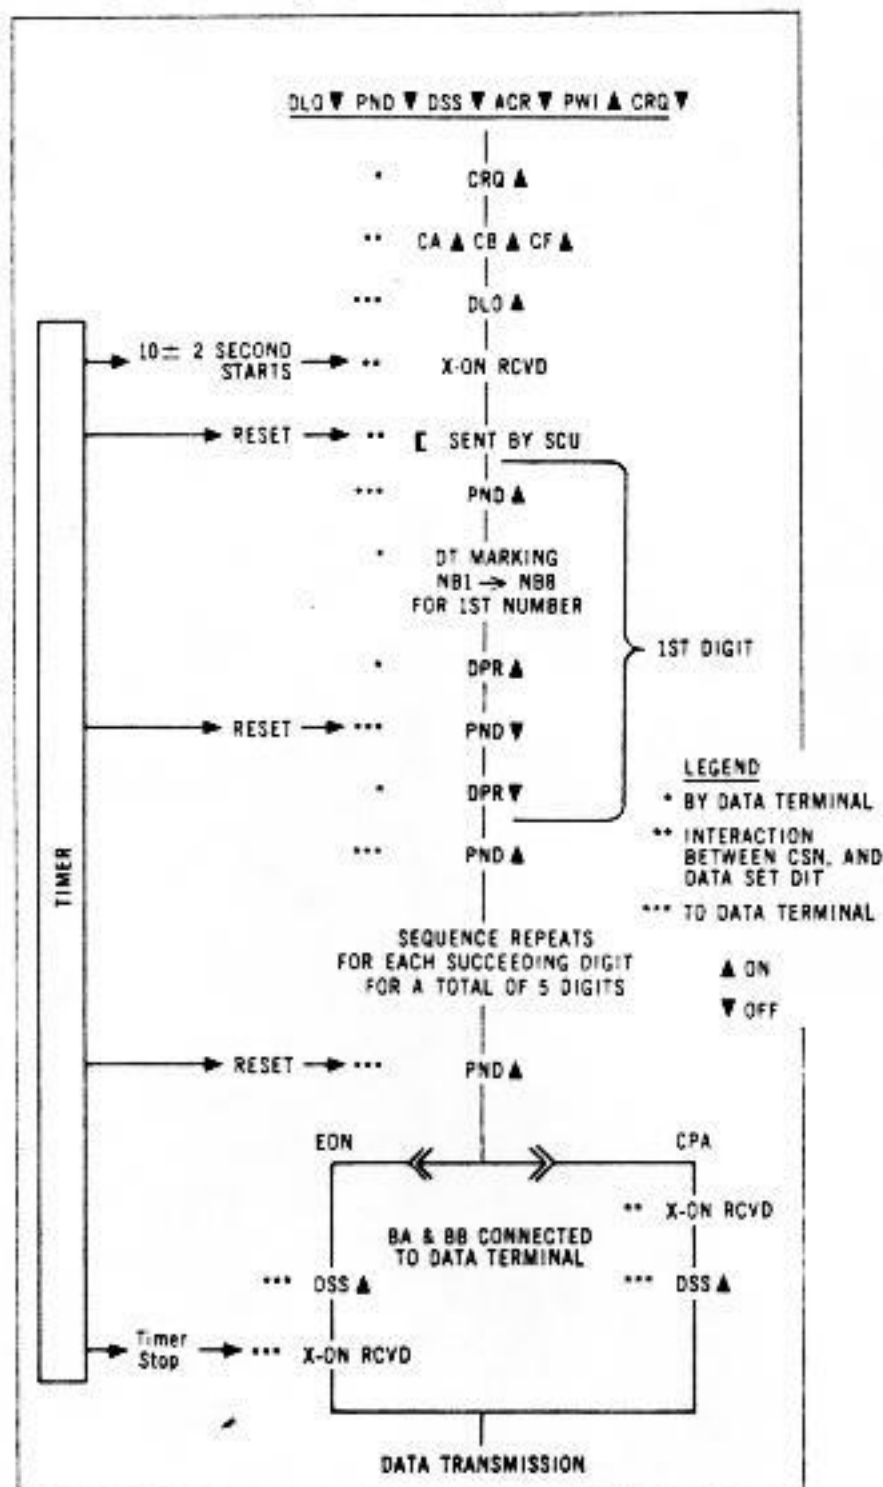 DLO ▼ PND ▼ DSS ▼ ACR ▼ PWI ▲ CRQ ▼
* CRQ ▲
** CA ▲ CB ▲ CF ▲
*** DLO ▲
10 ± 2 SECOND
STARTS
** X-ON RCVD
RESET ** [ SENT BY SCU
*** PND ▲
* DT MARKING
NB1 → NB8
FOR 1ST NUMBER
1ST DIGIT
* DPR ▲
RESET *** PND ▼
* DPR ▼
*** PND ▲
TIMER
LEGEND
* BY DATA TERMINAL
** INTERACTION
BETWEEN CSN, AND
DATA SET DIT
*** TO DATA TERMINAL
▲ ON
▼ OFF
SEQUENCE REPEATS
FOR EACH SUCCEEDING DIGIT
FOR A TOTAL OF 5 DIGITS
RESET *** PND ▲
EON
CPA
** X-ON RCVD
BA & BB CONNECTED
TO DATA TERMINAL
*** DSS ▲
*** DSS ▲
Timer
Stop
*** X-ON RCVD
DATA TRANSMISSION